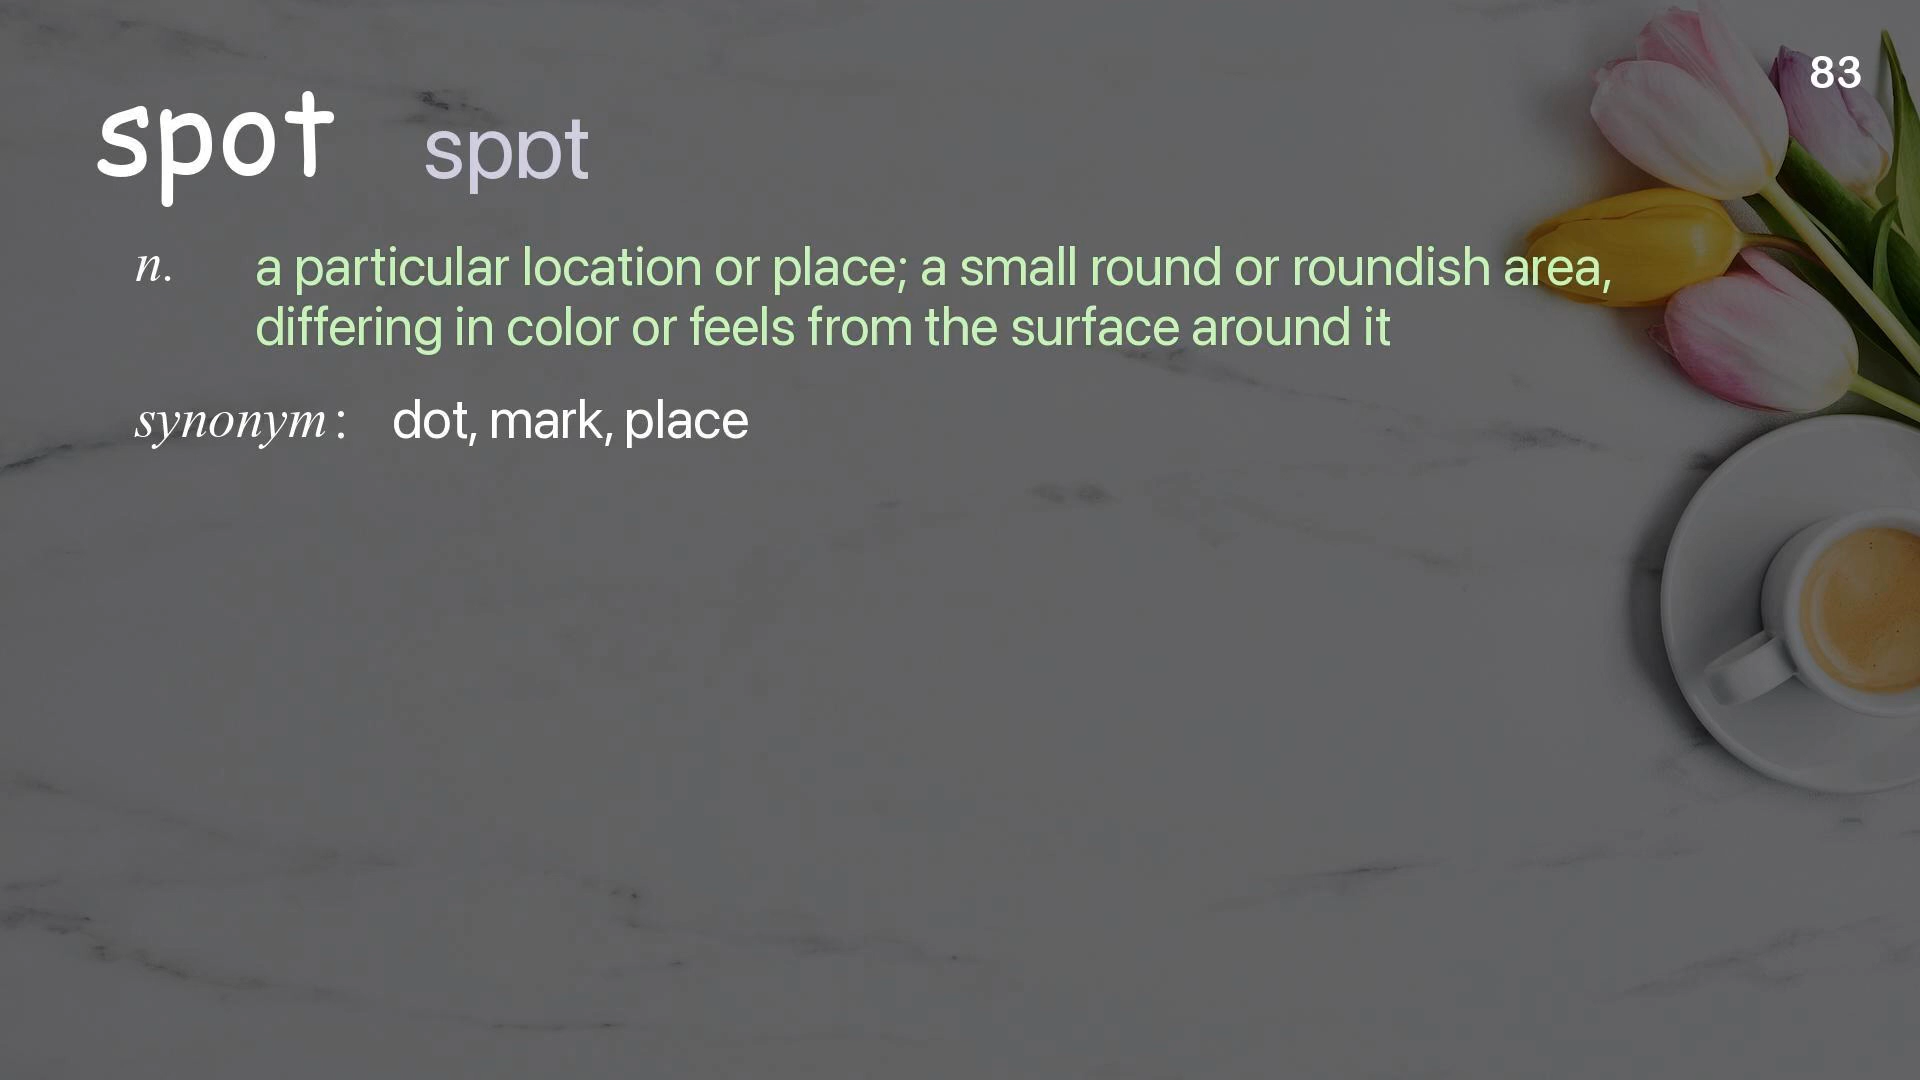 83
spot spɒt
n. a particular location or place; a small round or roundish area,
differing in color or feels from the surface around it
synonym: dot, mark, place